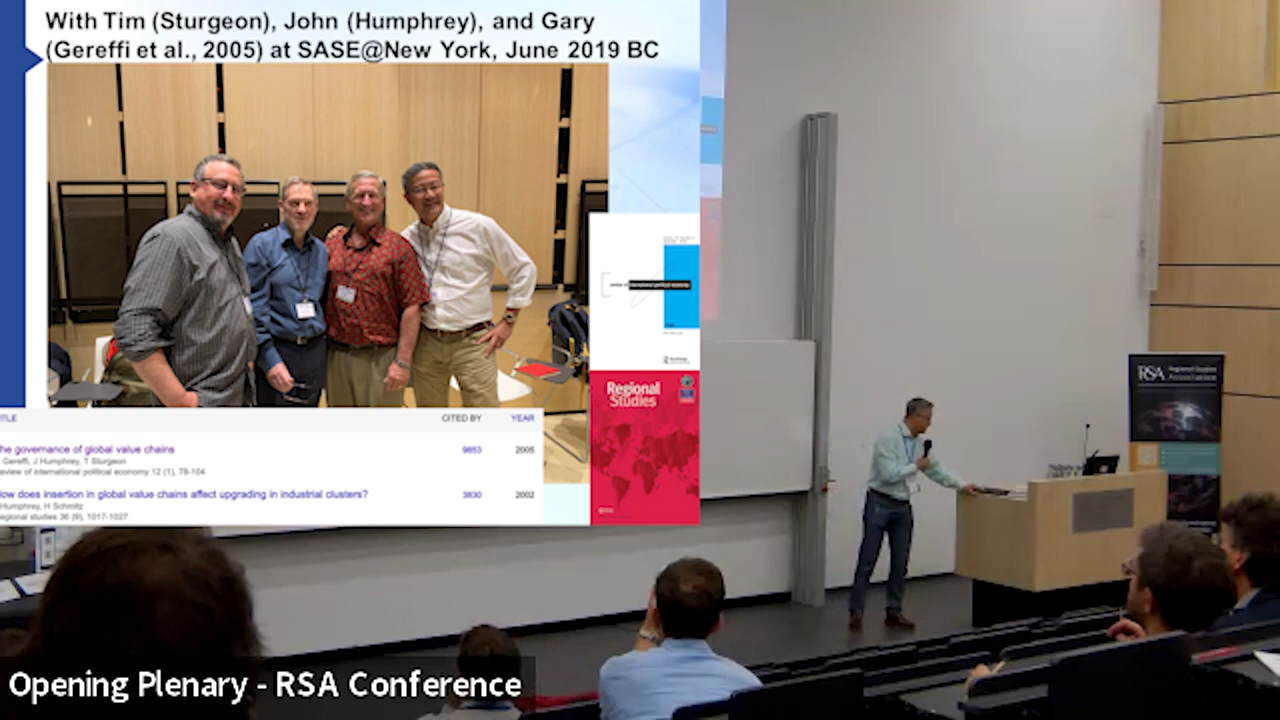 With Tim (Sturgeon), John (Humphrey), and Gary
(Gereffi et al., 2005) at SASE@New York, June 2019 BC
Regional
Studies
TLE CITED BY YEAR
he governance of global value chains 9853 2005
Gereffi, J Humphrey, T Sturgeon
eview of international political economy 12 (1), 78-104
ow does insertion in global value chains affect upgrading in industrial clusters? 3830 2002
Humphrey, H Schmitz
egional studies 36 (9), 1017-1027
RSA Regional Studies
Association
Opening Plenary - RSA Conference